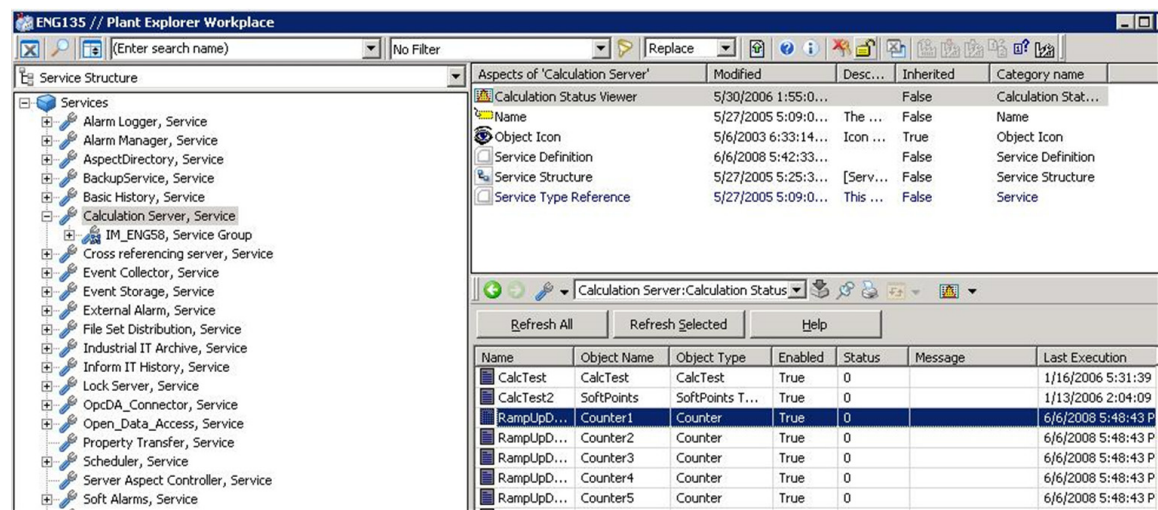 ENG135 // Plant Explorer Workplace
(Enter search name) No Filter Replace
Service Structure
Services
Alarm Logger, Service
Alarm Manager, Service
AspectDirectory, Service
BackupService, Service
Basic History, Service
Calculation Server, Service
IM_ENG58, Service Group
Cross referencing server, Service
Event Collector, Service
Event Storage, Service
External Alarm, Service
File Set Distribution, Service
Industrial IT Archive, Service
Inform IT History, Service
Lock Server, Service
OpcDA_Connector, Service
Open_Data_Access, Service
Property Transfer, Service
Scheduler, Service
Server Aspect Controller, Service
Soft Alarms, Service
Aspects of 'Calculation Server' Modified Desc... Inherited Category name
Calculation Status Viewer 5/30/2006 1:55:0... False Calculation Stat...
Name 5/27/2005 5:09:0... The ... False Name
Object Icon 5/6/2003 6:33:14... Icon ... True Object Icon
Service Definition 6/6/2008 5:42:33... False Service Definition
Service Structure 5/27/2005 5:25:3... [Serv... False Service Structure
Service Type Reference 5/27/2005 5:09:0... This ... False Service
Calculation Server:Calculation Status
Refresh All Refresh Selected Help
Name Object Name Object Type Enabled Status Message Last Execution
CalcTest CalcTest CalcTest True 0 1/16/2006 5:31:39
CalcTest2 SoftPoints SoftPoints T... True 0 1/13/2006 2:04:09
RampUpD... Counter1 Counter True 0 6/6/2008 5:48:43 P
RampUpD... Counter2 Counter True 0 6/6/2008 5:48:43 P
RampUpD... Counter3 Counter True 0 6/6/2008 5:48:43 P
RampUpD... Counter4 Counter True 0 6/6/2008 5:48:43 P
RampUpD... Counter5 Counter True 0 6/6/2008 5:48:43 P